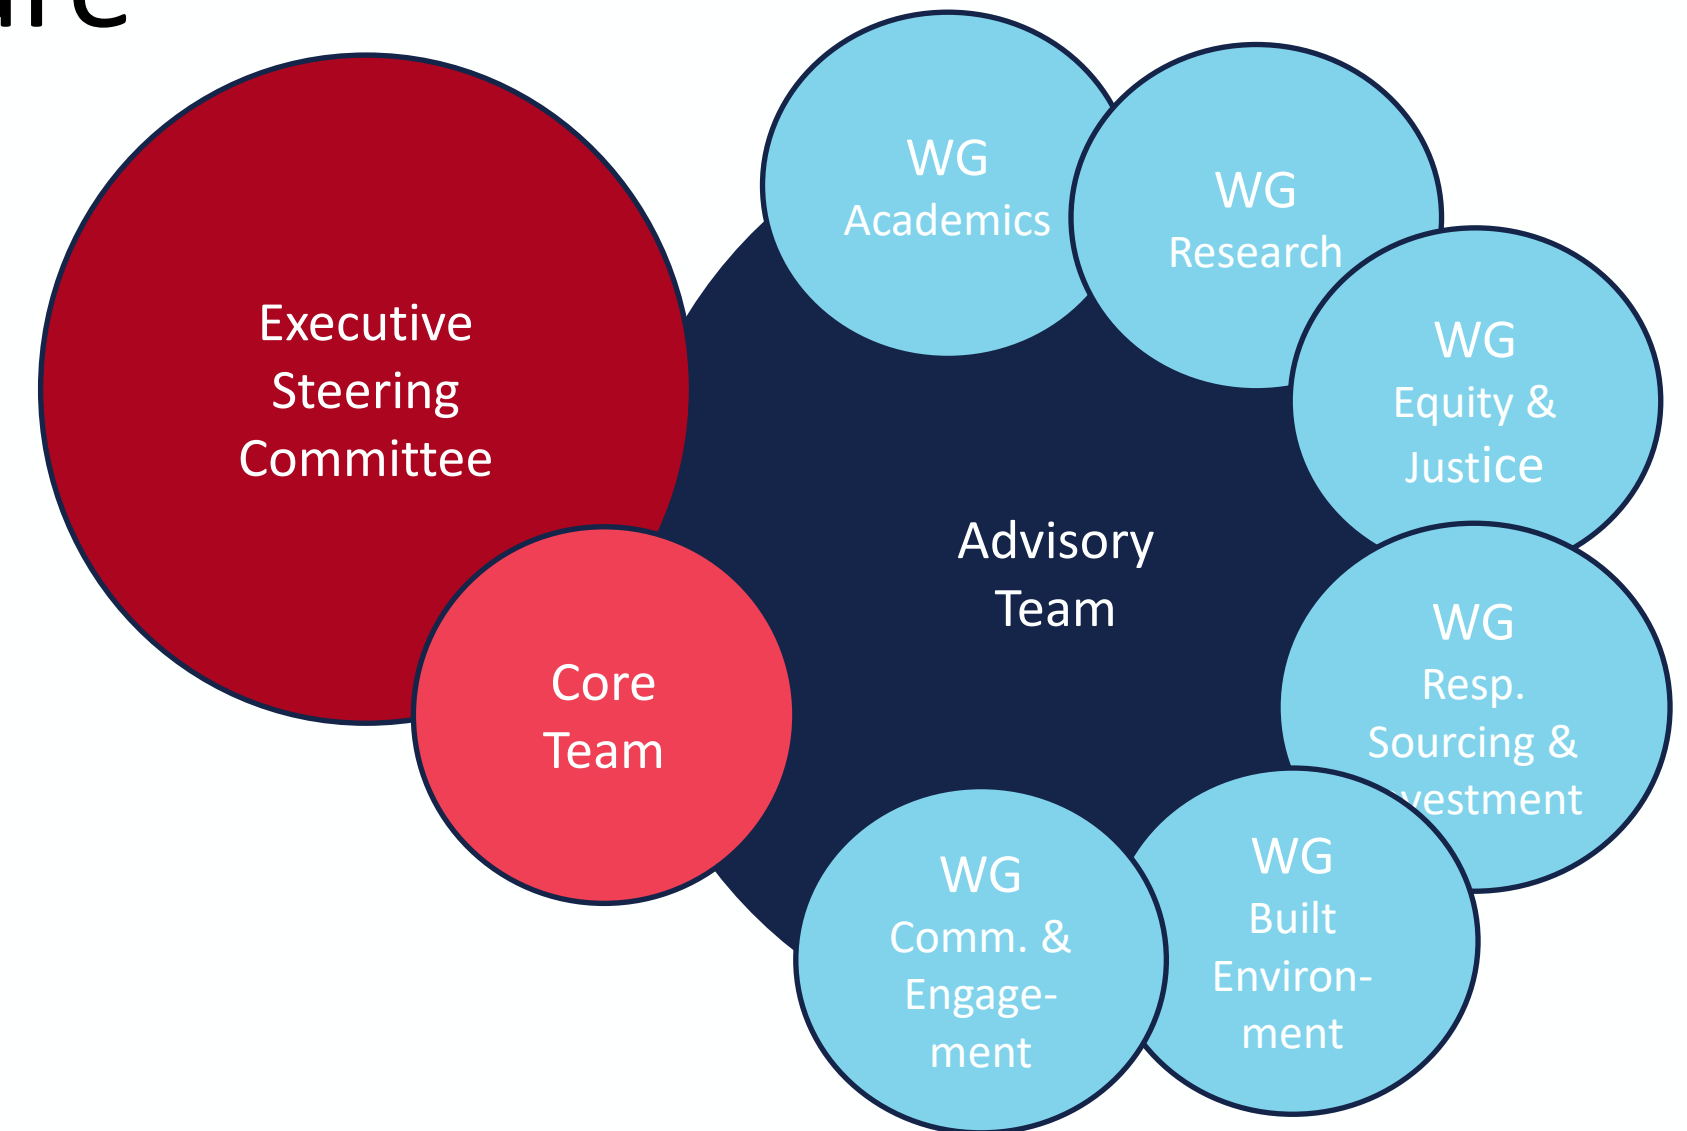 Executive
Steering
Committee
Core
Team
Advisory
Team
WG
Academics
WG
Research
WG
Equity &
Justice
WG
Resp.
Sourcing &
vestment
WG
Built
Environ-
ment
WG
Comm. &
Engage-
ment